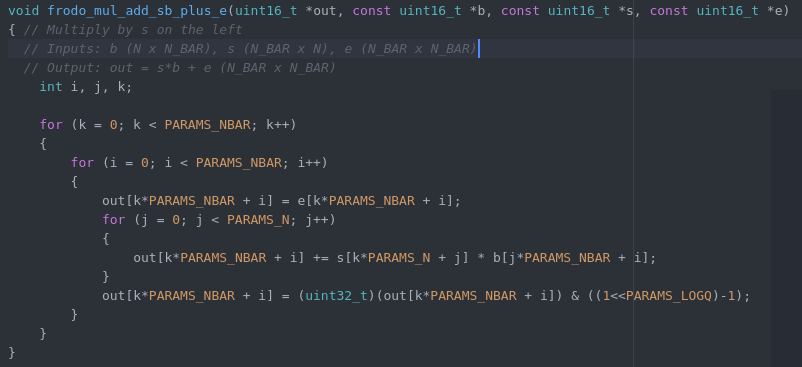 void frodo_mul_add_sb_plus_e(uint16_t *out, const uint16_t *b, const uint16_t *s, const uint16_t *e)
{ // Multiply by s on the left
  // Inputs: b (N x N_BAR), s (N_BAR x N), e (N_BAR x N_BAR)
  // Output: out = s*b + e (N_BAR x N_BAR)
    int i, j, k;

    for (k = 0; k < PARAMS_NBAR; k++)
    {
        for (i = 0; i < PARAMS_NBAR; i++)
        {
            out[k*PARAMS_NBAR + i] = e[k*PARAMS_NBAR + i];
            for (j = 0; j < PARAMS_N; j++)
            {
                out[k*PARAMS_NBAR + i] += s[k*PARAMS_N + j] * b[j*PARAMS_NBAR + i];
            }
            out[k*PARAMS_NBAR + i] = (uint32_t)(out[k*PARAMS_NBAR + i]) & ((1<<PARAMS_LOGQ)-1);
        }
    }
}